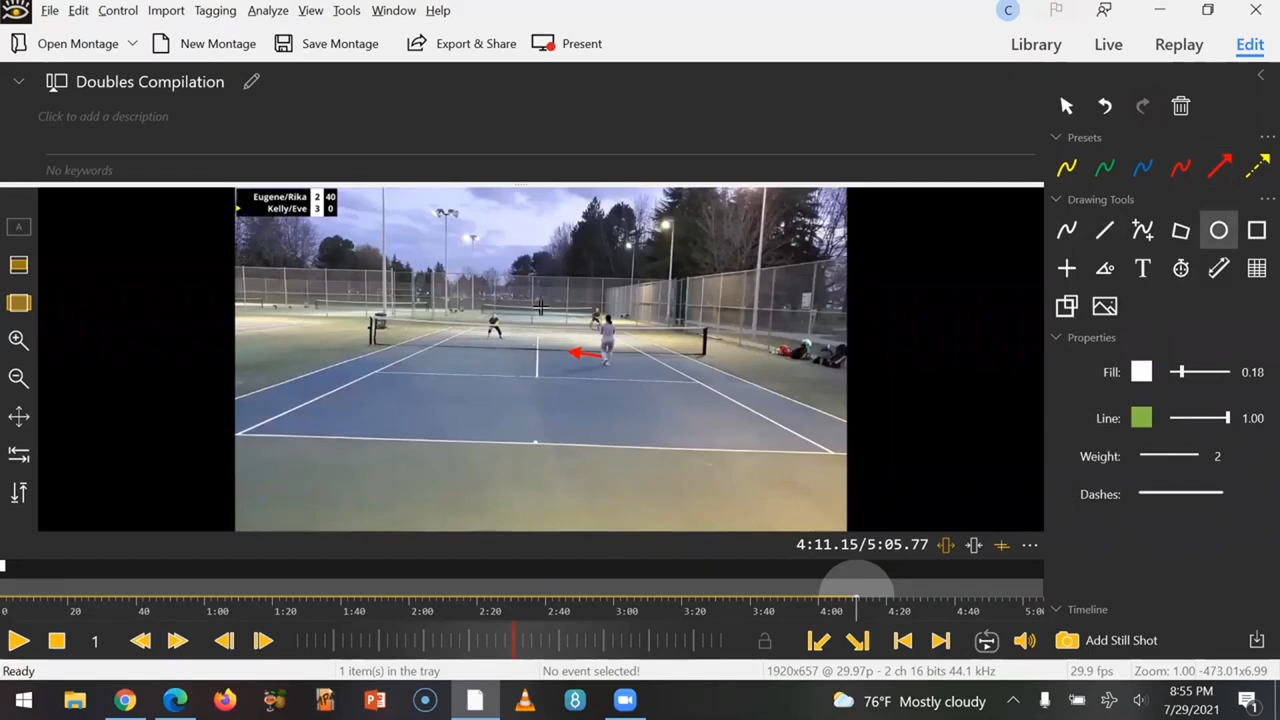 File Edit Control Import Tagging Analyze View Tools Window Help
C
Open Montage New Montage Save Montage Export & Share Present
Library Live Replay Edit
Doubles Compilation
Click to add a description
No keywords
Presets
Drawing Tools
T
Properties
Fill: 0.18
Line: 1.00
Weight: 2
Dashes:
A
Eugene/Rika 2 40
Kelly/Eve 3 0
4:11.15/5:05.77
0 20 40 1:00 1:20 1:40 2:00 2:20 2:40 3:00 3:20 3:40 4:00 4:20 4:40 5:0
Timeline
1
Add Still Shot
Ready 1 item(s) in the tray No event selected! 1920x657 @ 29.97p - 2 ch 16 bits 44.1 kHz 29.9 fps Zoom: 1.00 -473.01x6.99
8
76°F Mostly cloudy
8:55 PM
7/29/2021
1